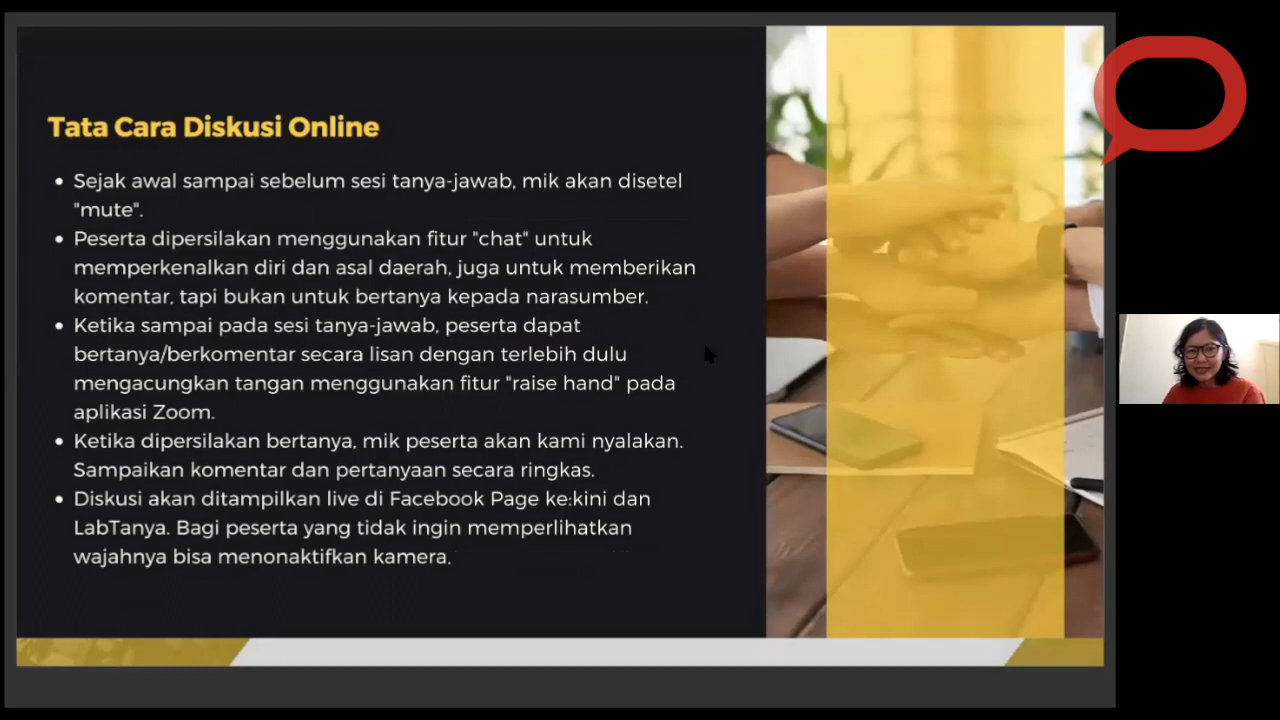 Tata Cara Diskusi Online
• Sejak awal sampai sebelum sesi tanya-jawab, mik akan disetel
"mute".
• Peserta dipersilakan menggunakan fitur "chat" untuk
memperkenalkan diri dan asal daerah, juga untuk memberikan
komentar, tapi bukan untuk bertanya kepada narasumber.
• Ketika sampai pada sesi tanya-jawab, peserta dapat
bertanya/berkomentar secara lisan dengan terlebih dulu
mengacungkan tangan menggunakan fitur "raise hand" pada
aplikasi Zoom.
• Ketika dipersilakan bertanya, mik peserta akan kami nyalakan.
Sampaikan komentar dan pertanyaan secara ringkas.
• Diskusi akan ditampilkan live di Facebook Page ke:kini dan
LabTanya. Bagi peserta yang tidak ingin memperlihatkan
wajahnya bisa menonaktifkan kamera.